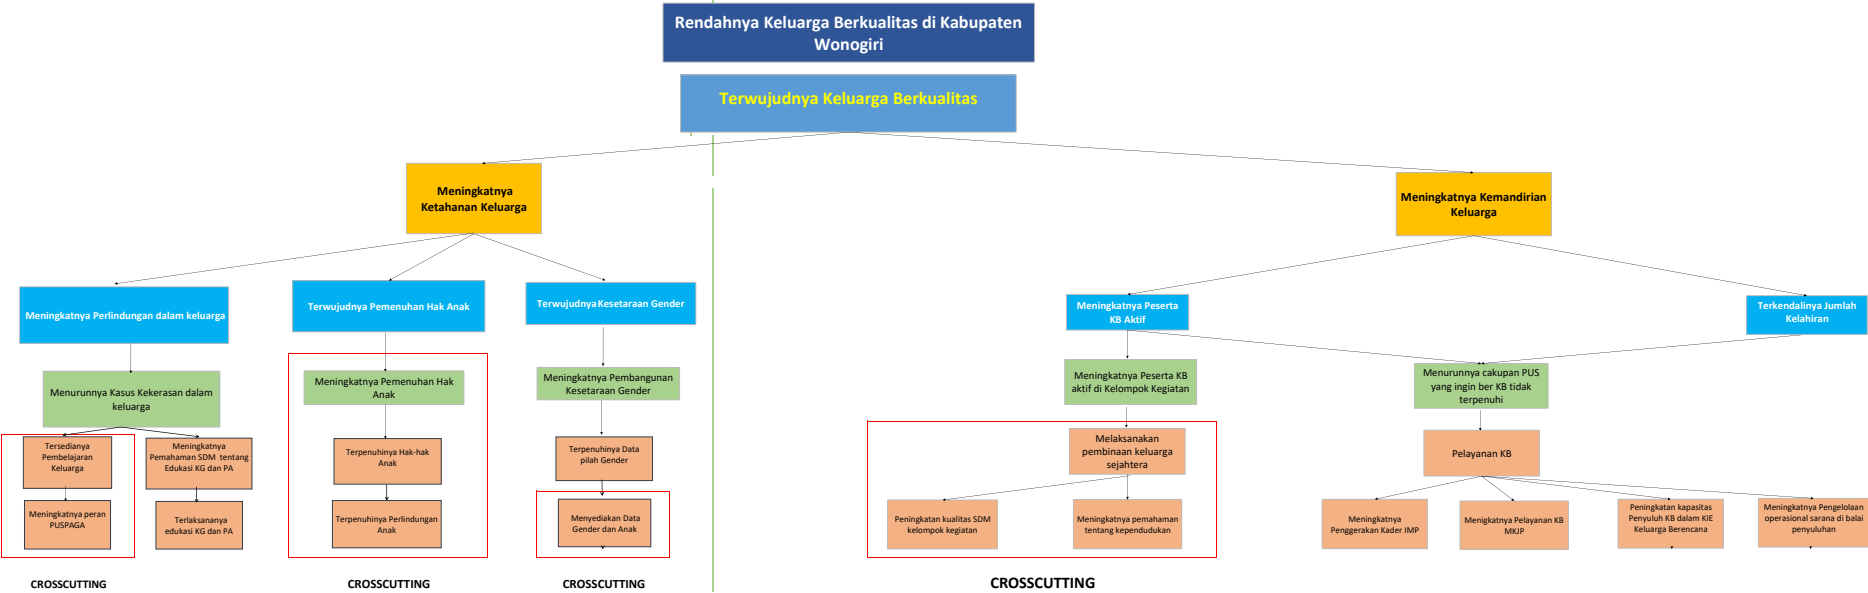 Rendahnya Keluarga Berkualitas di Kabupaten
Wonogiri
Terwujudnya Keluarga Berkualitas
Meningkatnya
Ketahanan Keluarga
Meningkatnya Kemandirian
Keluarga
Meningkatnya Perlindungan dalam keluarga
Terwujudnya Pemenuhan Hak Anak
Terwujudnya Kesetaraan Gender
Meningkatnya Peserta
KB Aktif
Terkendalinya Jumlah
Kelahiran
Menurunnya Kasus Kekerasan dalam
keluarga
Meningkatnya Pemenuhan Hak
Anak
Meningkatnya Pembangunan
Kesetaraan Gender
Meningkatnya Peserta KB
aktif di Kelompok Kegiatan
Menurunnya cakupan PUS
yang ingin ber KB tidak
terpenuhi
Tersedianya
Pembelajaran
Keluarga
Meningkatnya
Pemahaman SDM tentang
Edukasi KG dan PA
Terpenuhinya Hak-hak
Anak
Terpenuhinya Data
pilah Gender
Melaksanakan
pembinaan keluarga
sejahtera
Pelayanan KB
Meningkatnya peran
PUSPAGA
Terlaksananya
edukasi KG dan PA
Terpenuhinya Perlindungan
Anak
Menyediakan Data
Gender dan Anak
Peningkatan kualitas SDM
kelompok kegiatan
Meningkatnya pemahaman
tentang kependudukan
Meningkatnya
Penggerakan Kader IMP
Menigkatnya Pelayanan KB
MKJP
Peningkatan kapasitas
Penyuluh KB dalam KIE
Keluarga Berencana
Meningkatnya Pengelolaan
operasional sarana di balai
penyuluhan
CROSSCUTTING
CROSSCUTTING
CROSSCUTTING
CROSSCUTTING